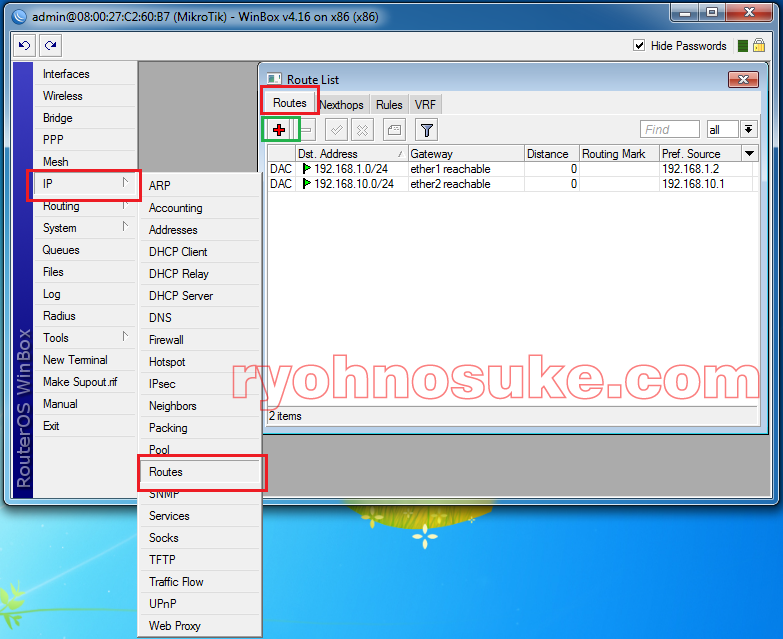 admin@08:00:27:C2:60:B7 (MikroTik) - WinBox v4.16 on x86 (x86)
Hide Passwords
RouterOS WinBox
Interfaces
Wireless
Bridge
PPP
Mesh
IP
Routing
System
Queues
Files
Log
Radius
Tools
New Terminal
Make Supout.rif
Manual
Exit
ARP
Accounting
Addresses
DHCP Client
DHCP Relay
DHCP Server
DNS
Firewall
Hotspot
IPsec
Neighbors
Packing
Pool
Routes
SNMP
Services
Socks
TFTP
Traffic Flow
UPnP
Web Proxy
Route List
Routes Nexthops Rules VRF
Find all
Dst. Address Gateway Distance Routing Mark Pref. Source
DAC 192.168.1.0/24 ether1 reachable 0 192.168.1.2
DAC 192.168.10.0/24 ether2 reachable 0 192.168.10.1
ryohnosuke.com
2 items